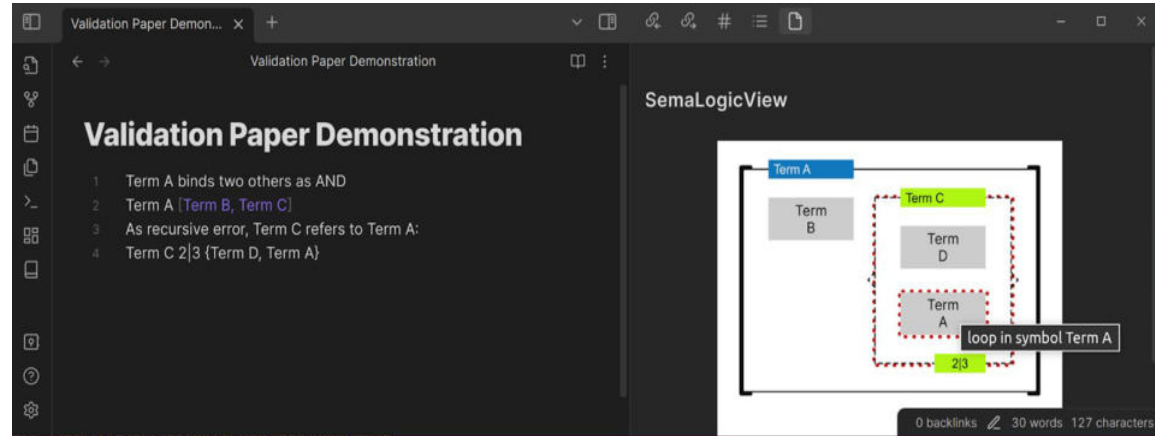 Validation Paper Demon...
Validation Paper Demonstration
Validation Paper Demonstration
1 Term A binds two others as AND
2 Term A [Term B, Term C]
3 As recursive error, Term C refers to Term A:
4 Term C 2|3 {Term D, Term A}
SemaLogicView
Term A
Term
B
Term C
Term
D
Term
A
loop in symbol Term A
2|3
0 backlinks 30 words 127 characters